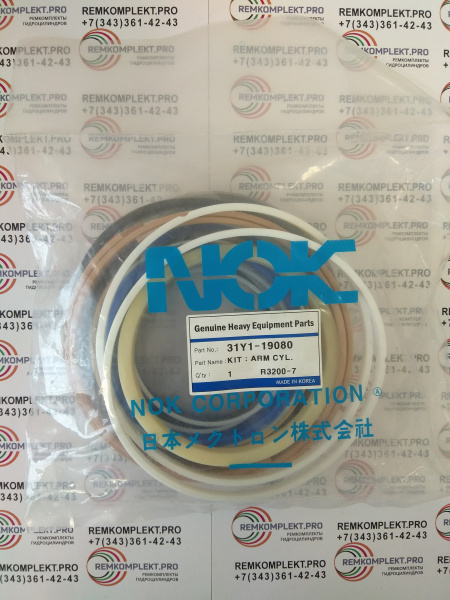 NOK
Genuine Heavy Equipment Parts
Part No.: 31Y1-19080
Part Name : KIT : ARM CYL.
Q'ty : 1 R3200-7
MADE IN KOREA
NOK CORPORATION ®
日本メクトロン株式会社
REMKOMPLEKT.PRO
РЕМКОМПЛЕКТЫ
ГИДРОЦИЛИНДРОВ
+7(343)361-42-43